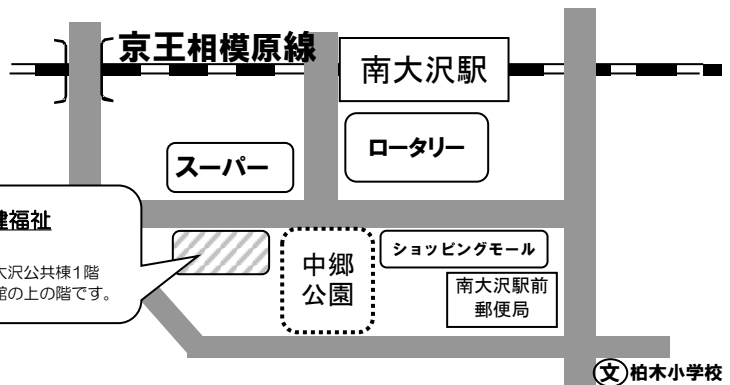 京王相模原線
南大沢駅
ロータリー
スーパー
健福祉
大沢公共棟1階
館の上の階です。
中郷
公園
ショッピングモール
南大沢駅前
郵便局
文 柏木小学校